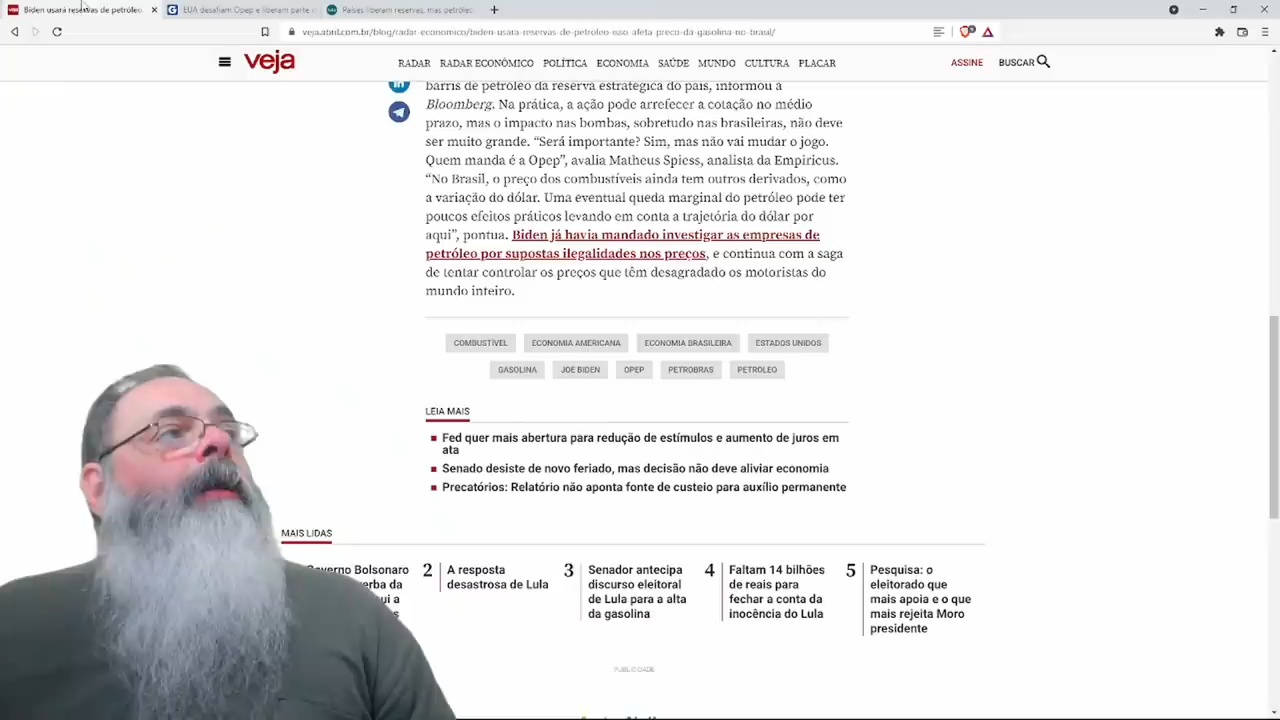 Biden usará reservas de petróleo
EUA desafiam Opep e liberam parte
Países liberam reservas, mas petróleo
veja.abril.com.br/blog/radar-economico/biden-usara-reservas-de-petroleo-isso-afeta-preco-da-gasolina-no-brasil/
veja
RADAR RADAR ECONÔMICO POLÍTICA ECONOMIA SAÚDE MUNDO CULTURA PLACAR
ASSINE
BUSCAR
barris de petróleo da reserva estratégica do país, informou a
Bloomberg. Na prática, a ação pode arrefecer a cotação no médio
prazo, mas o impacto nas bombas, sobretudo nas brasileiras, não deve
ser muito grande. “Será importante? Sim, mas não vai mudar o jogo.
Quem manda é a Opep”, avalia Matheus Spiess, analista da Empiricus.
“No Brasil, o preço dos combustíveis ainda tem outros derivados, como
a variação do dólar. Uma eventual queda marginal do petróleo pode ter
poucos efeitos práticos levando em conta a trajetória do dólar por
aqui”, pontua. Biden já havia mandado investigar as empresas de
petróleo por supostas ilegalidades nos preços, e continua com a saga
de tentar controlar os preços que têm desagradado os motoristas do
mundo inteiro.
COMBUSTÍVEL ECONOMIA AMERICANA ECONOMIA BRASILEIRA ESTADOS UNIDOS
GASOLINA JOE BIDEN OPEP PETROBRAS PETRÓLEO
LEIA MAIS
Fed quer mais abertura para redução de estímulos e aumento de juros em
ata
Senado desiste de novo feriado, mas decisão não deve aliviar economia
Precatórios: Relatório não aponta fonte de custeio para auxílio permanente
MAIS LIDAS
Governo Bolsonaro
2
A resposta
desastrosa de Lula
3
Senador antecipa
discurso eleitoral
de Lula para a alta
da gasolina
4
Faltam 14 bilhões
de reais para
fechar a conta da
inocência do Lula
5
Pesquisa: o
eleitorado que
mais apoia e o que
mais rejeita Moro
presidente
PUBLICIDADE